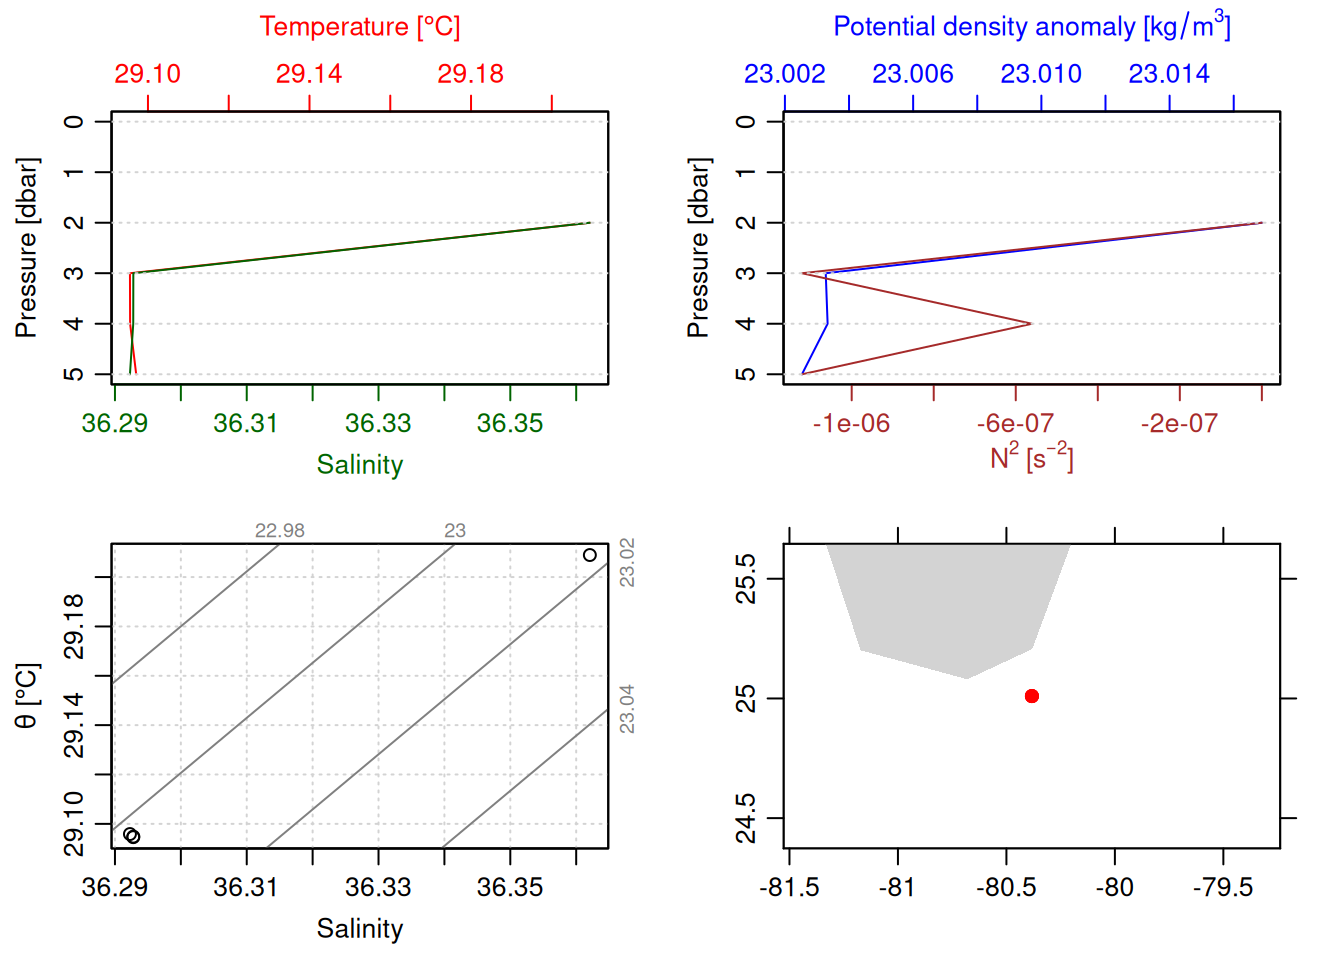 Temperature [°C]
29.10 29.14 29.18
0
1
2
3
4
5
Pressure [dbar]
36.29 36.31 36.33 36.35
Salinity
Potential density anomaly [kg/m³]
23.002 23.006 23.010 23.014
0
1
2
3
4
5
Pressure [dbar]
-1e-06 -6e-07 -2e-07
N² [s⁻²]
22.98 23
23.02
23.04
29.18
29.14
29.10
θ [°C]
36.29 36.31 36.33 36.35
Salinity
25.5
25
24.5
-81.5 -81 -80.5 -80 -79.5